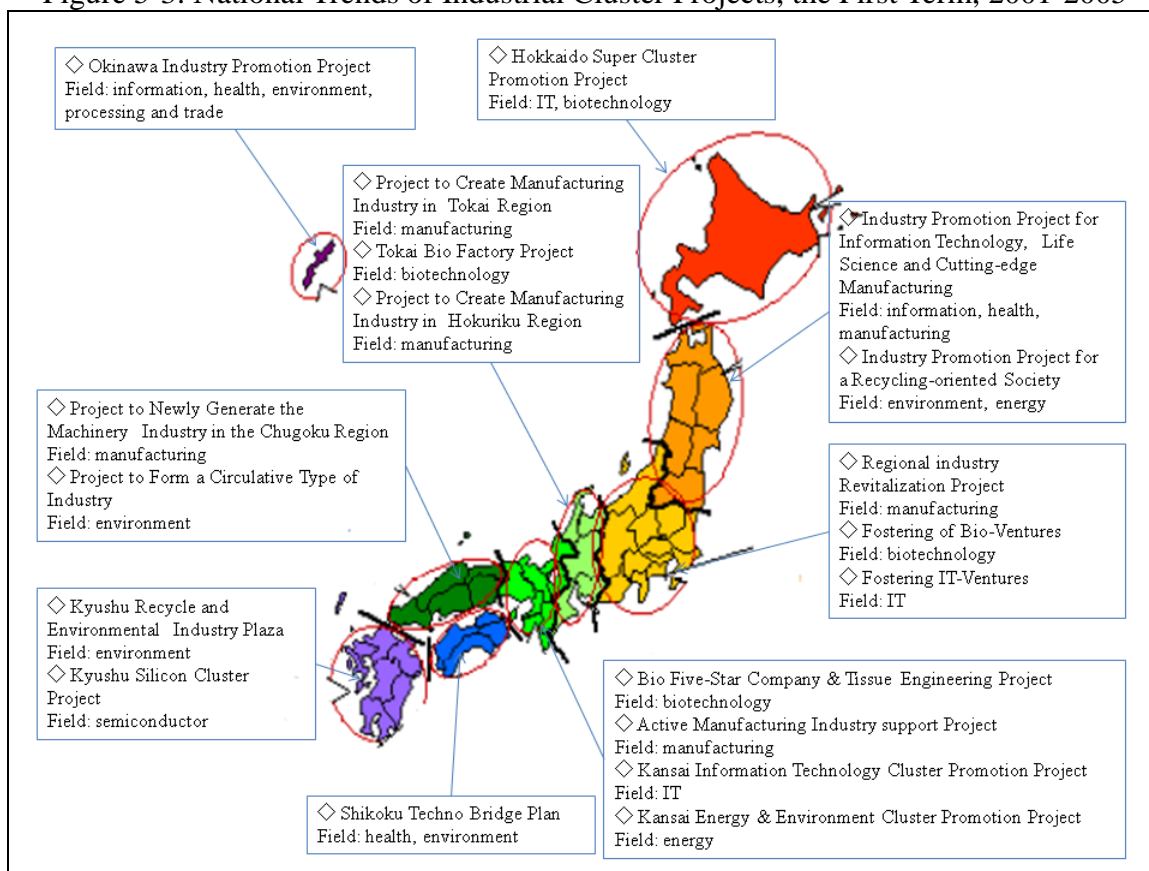 Figure National Trends of Industrial Cluster Projects, the First Term, 2001-2005
◇ Okinawa Industry Promotion Project
Field: information, health, environment,
processing and trade
◇ Hokkaido Super Cluster
Promotion Project
Field: IT, biotechnology
◇ Project to Create Manufacturing
Industry in Tokai Region
Field: manufacturing
◇ Tokai Bio Factory Project
Field: biotechnology
◇ Project to Create Manufacturing
Industry in Hokuriku Region
Field: manufacturing
◇ Industry Promotion Project for
Information Technology, Life
Science and Cutting-edge
Manufacturing
Field: information, health,
manufacturing
◇ Industry Promotion Project for
a Recycling-oriented Society
Field: environment, energy
◇ Project to Newly Generate the
Machinery Industry in the Chugoku Region
Field: manufacturing
◇ Project to Form a Circulative Type of
Industry
Field: environment
◇ Regional industry
Revitalization Project
Field: manufacturing
◇ Fostering of Bio-Ventures
Field: biotechnology
◇ Fostering IT-Ventures
Field: IT
◇ Kyushu Recycle and
Environmental Industry Plaza
Field: environment
◇ Kyushu Silicon Cluster
Project
Field: semiconductor
◇ Bio Five-Star Company & Tissue Engineering Project
Field: biotechnology
◇ Active Manufacturing Industry support Project
Field: manufacturing
◇ Kansai Information Technology Cluster Promotion Project
Field: IT
◇ Kansai Energy & Environment Cluster Promotion Project
Field: energy
◇ Shikoku Techno Bridge Plan
Field: health, environment